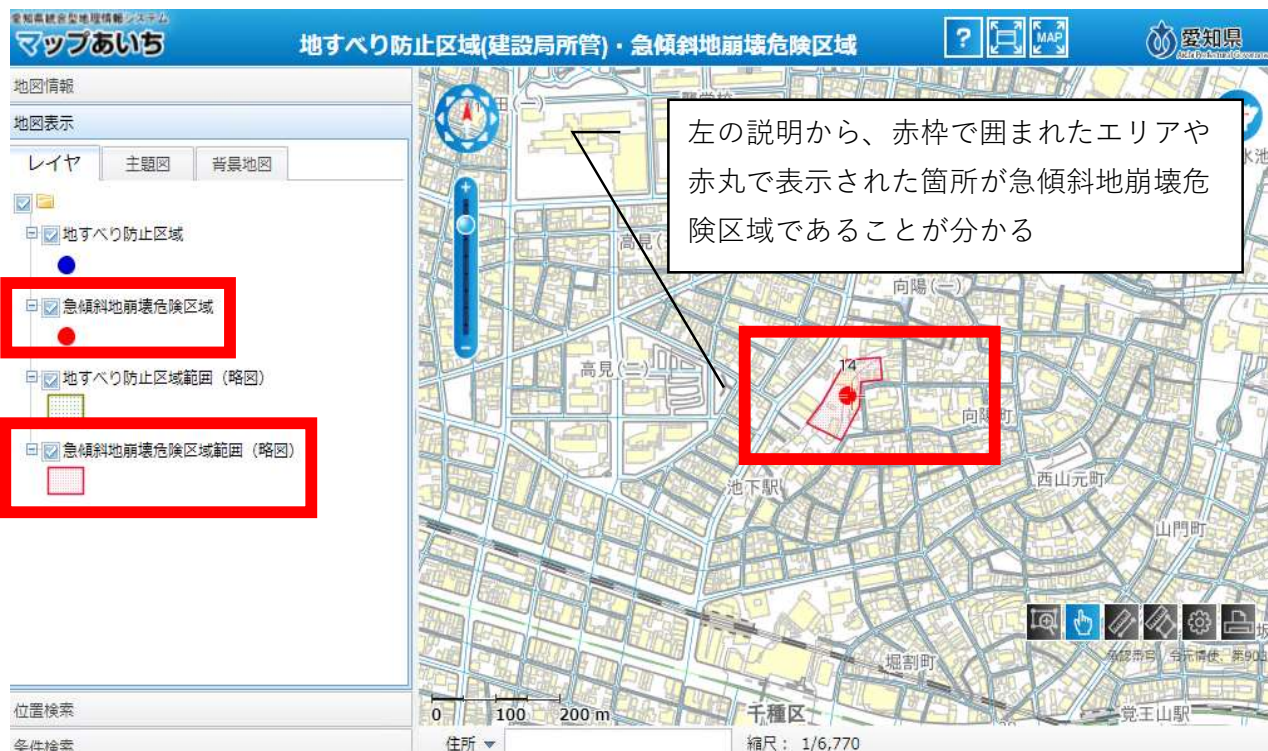 愛知県統合型地理情報システム
マップあいち
地すべり防止区域(建設局所管)・急傾斜地崩壊危険区域
?
MAP
愛知県
Aichi Prefectural Government
地図情報
地図表示
レイヤ
主題図
背景地図
地すべり防止区域
急傾斜地崩壊危険区域
地すべり防止区域範囲（略図）
急傾斜地崩壊危険区域範囲（略図）
位置検索
条件検索
左の説明から、赤枠で囲まれたエリアや
赤丸で表示された箇所が急傾斜地崩壊危
険区域であることが分かる
田(一)
高見(
向陽(一)
高見(二)
14
向陽町
池下駅
西山元町
山門町
堀割町
千種区
覚王山駅
0 100 200 m
住所
縮尺： 1/6,770